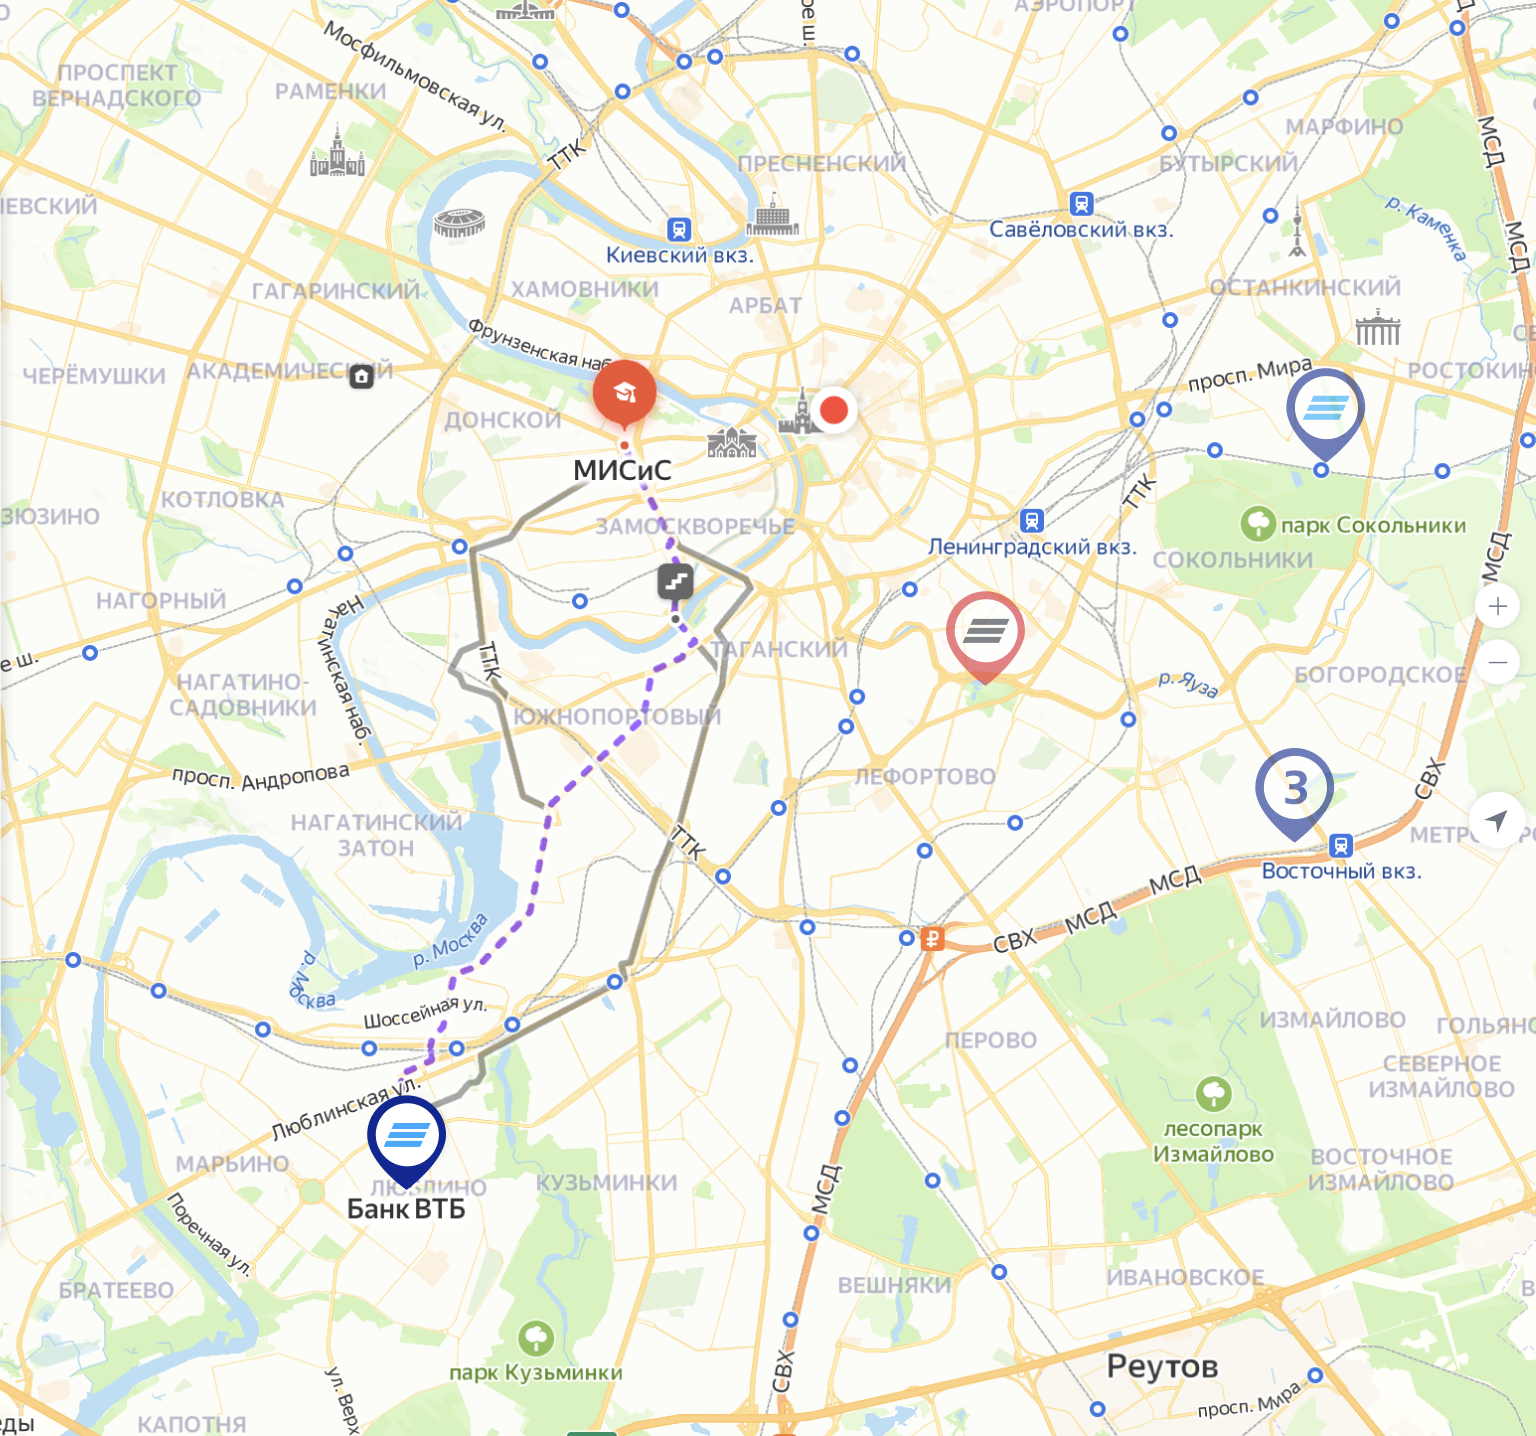 АЭРОПОРТ
ое ш.
Мосфильмовская ул.
ПРОСПЕКТ
ВЕРНАДСКОГО
РАМЕНКИ
МСД
МАРФИНО
ТТК
ПРЕСНЕНСКИЙ
БУТЫРСКИЙ
р. Каменка
МСД
Савёловский вкз.
Киевский вкз.
ГАГАРИНСКИЙ
ХАМОВНИКИ
АРБАТ
ОСТАНКИНСКИЙ
Фрунзенская наб.
ЧЕРЁМУШКИ
АКАДЕМИЧЕСКИЙ
просп. Мира
РОСТОКИНО
ДОНСКОЙ
МИСиС
КОТЛОВКА
ТТК
ЗЮЗИНО
ЗАМОСКВОРЕЧЬЕ
парк Сокольники
Ленинградский вкз.
СОКОЛЬНИКИ
МСД
НАГОРНЫЙ
Нагатинская наб.
ТТК
е ш.
ТАГАНСКИЙ
НАГАТИНО-
САДОВНИКИ
р. Яуза
БОГОРОДСКОЕ
ЮЖНОПОРТОВЫЙ
просп. Андропова
ЛЕФОРТОВО
СВХ
3
НАГАТИНСКИЙ
ЗАТОН
ТТК
МЕТРО
Восточный вкз.
МСД
МСД
СВХ
р. Москва
р. Москва
Шоссейная ул.
ПЕРОВО
ИЗМАЙЛОВО
ГОЛЬЯНО
СЕВЕРНОЕ
ИЗМАЙЛОВО
Люблинская ул.
лесопарк
Измайлово
МАРЬИНО
ЛЮБЛИНО
КУЗЬМИНКИ
МСД
ВОСТОЧНОЕ
ИЗМАЙЛОВО
Банк ВТБ
Поречная ул.
БРАТЕЕВО
ВЕШНЯКИ
ИВАНОВСКОЕ
парк Кузьминки
СВХ
Реутов
ул. Верх
просп. Мира
КАПОТНЯ
еды